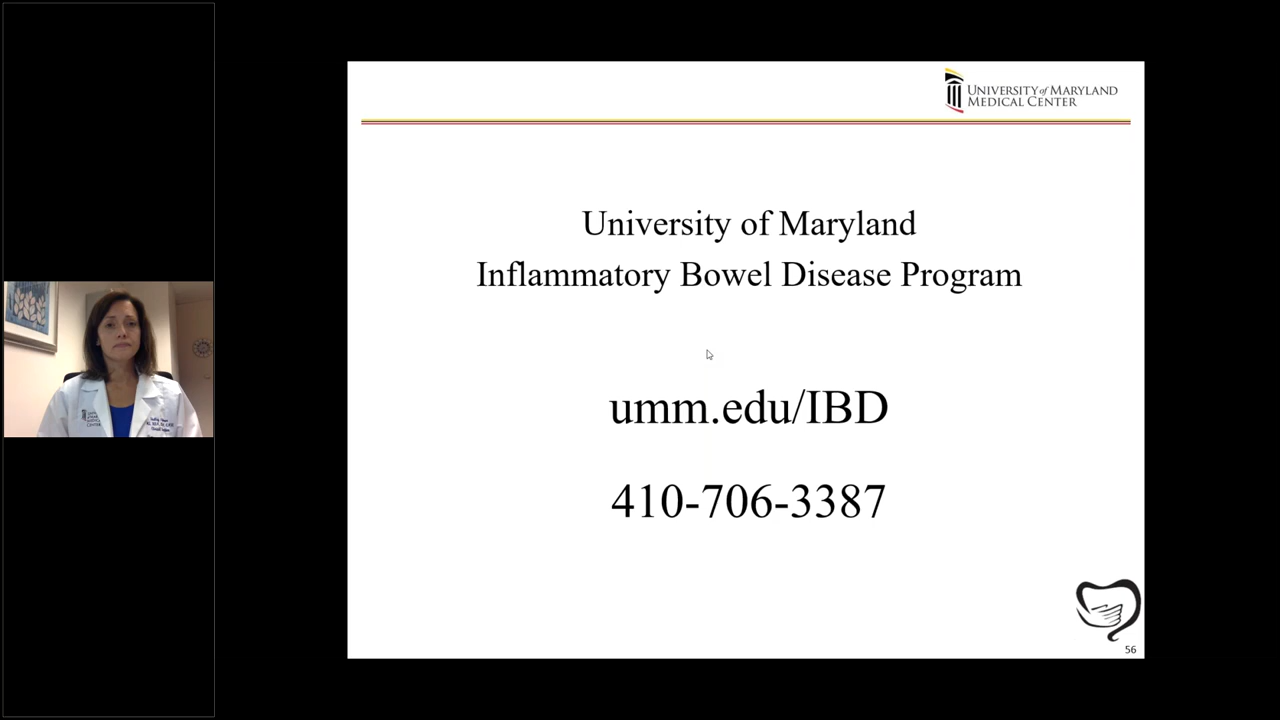 UNIVERSITY of MARYLAND
MEDICAL CENTER
University of Maryland
Inflammatory Bowel Disease Program
umm.edu/IBD
410-706-3387
56